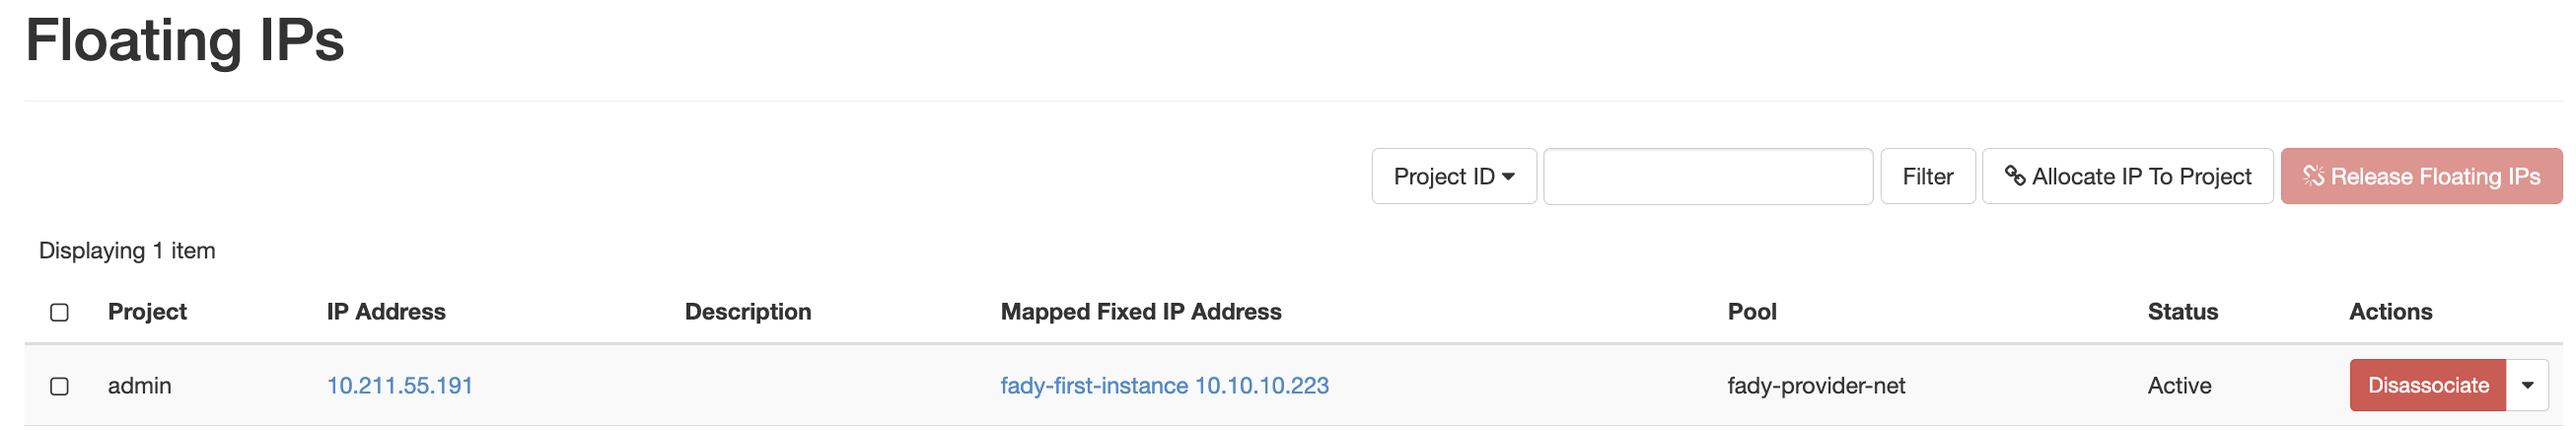 Floating IPs
Project ID Filter Allocate IP To Project Release Floating IPs
Displaying 1 item
Project IP Address Description Mapped Fixed IP Address Pool Status Actions
admin 10.211.55.191 fady-first-instance 10.10.10.223 fady-provider-net Active Disassociate